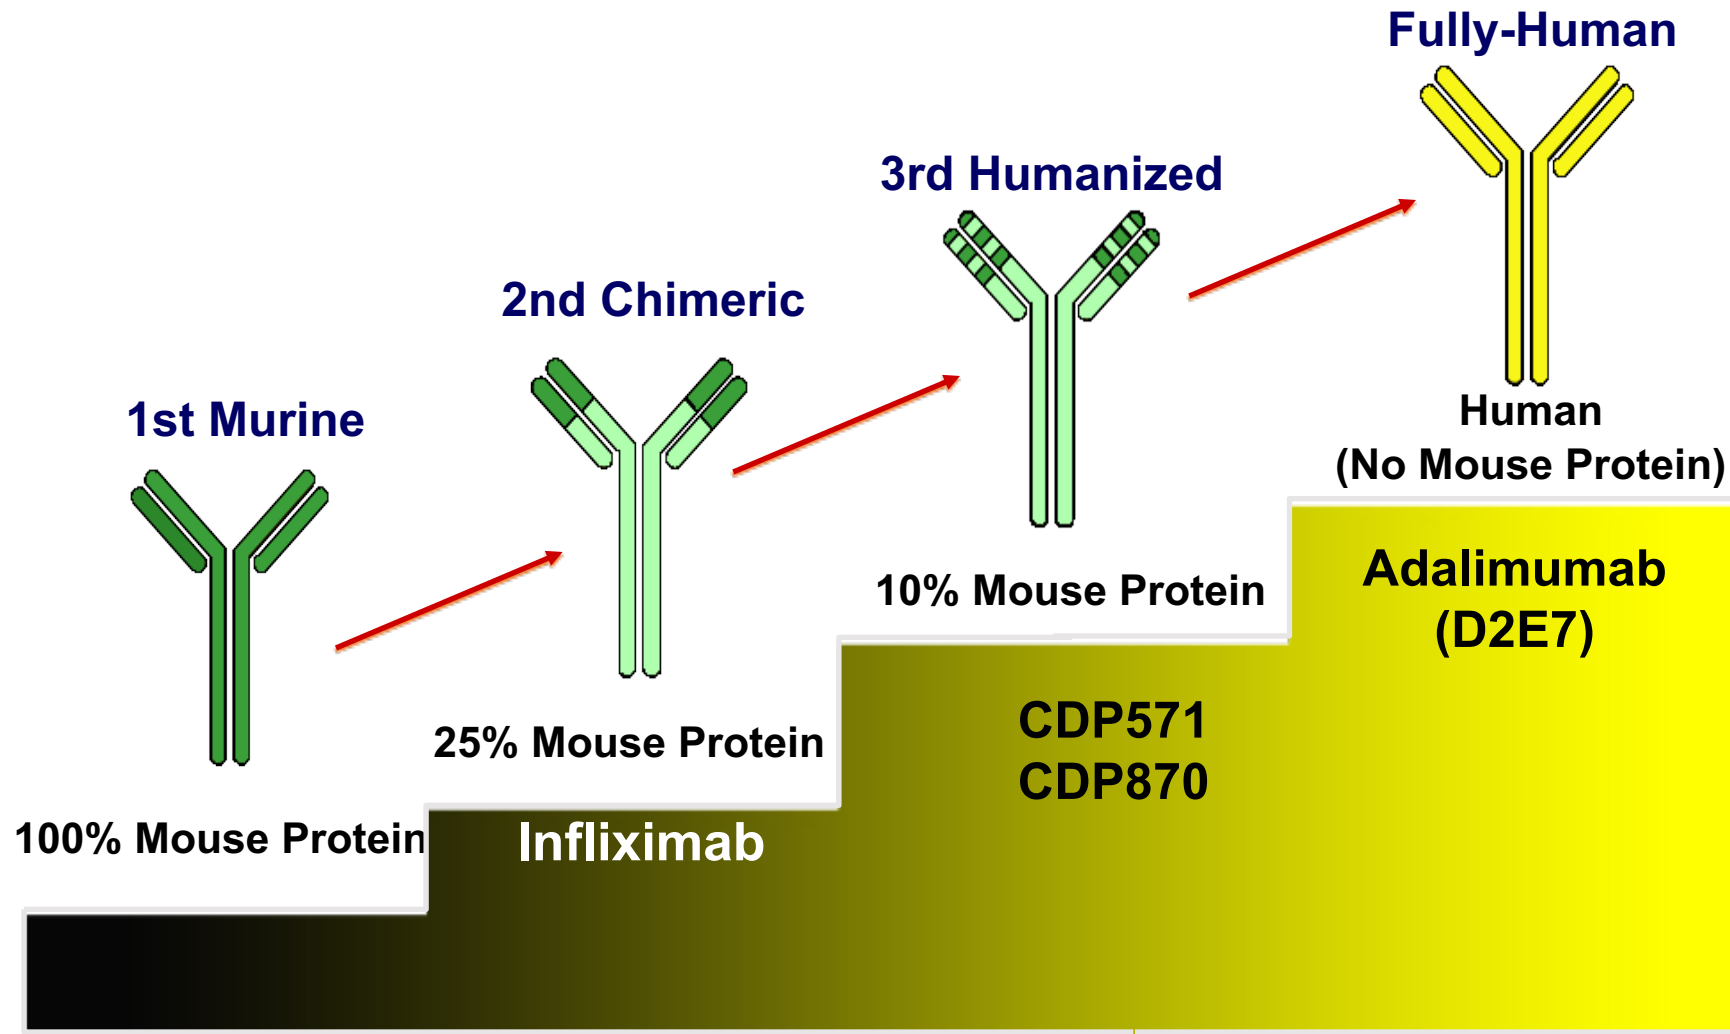 Fully-Human
3rd Humanized
2nd Chimeric
1st Murine
Human
(No Mouse Protein)
10% Mouse Protein
25% Mouse Protein
100% Mouse Protein
Infliximab
CDP571
CDP870
Adalimumab
(D2E7)